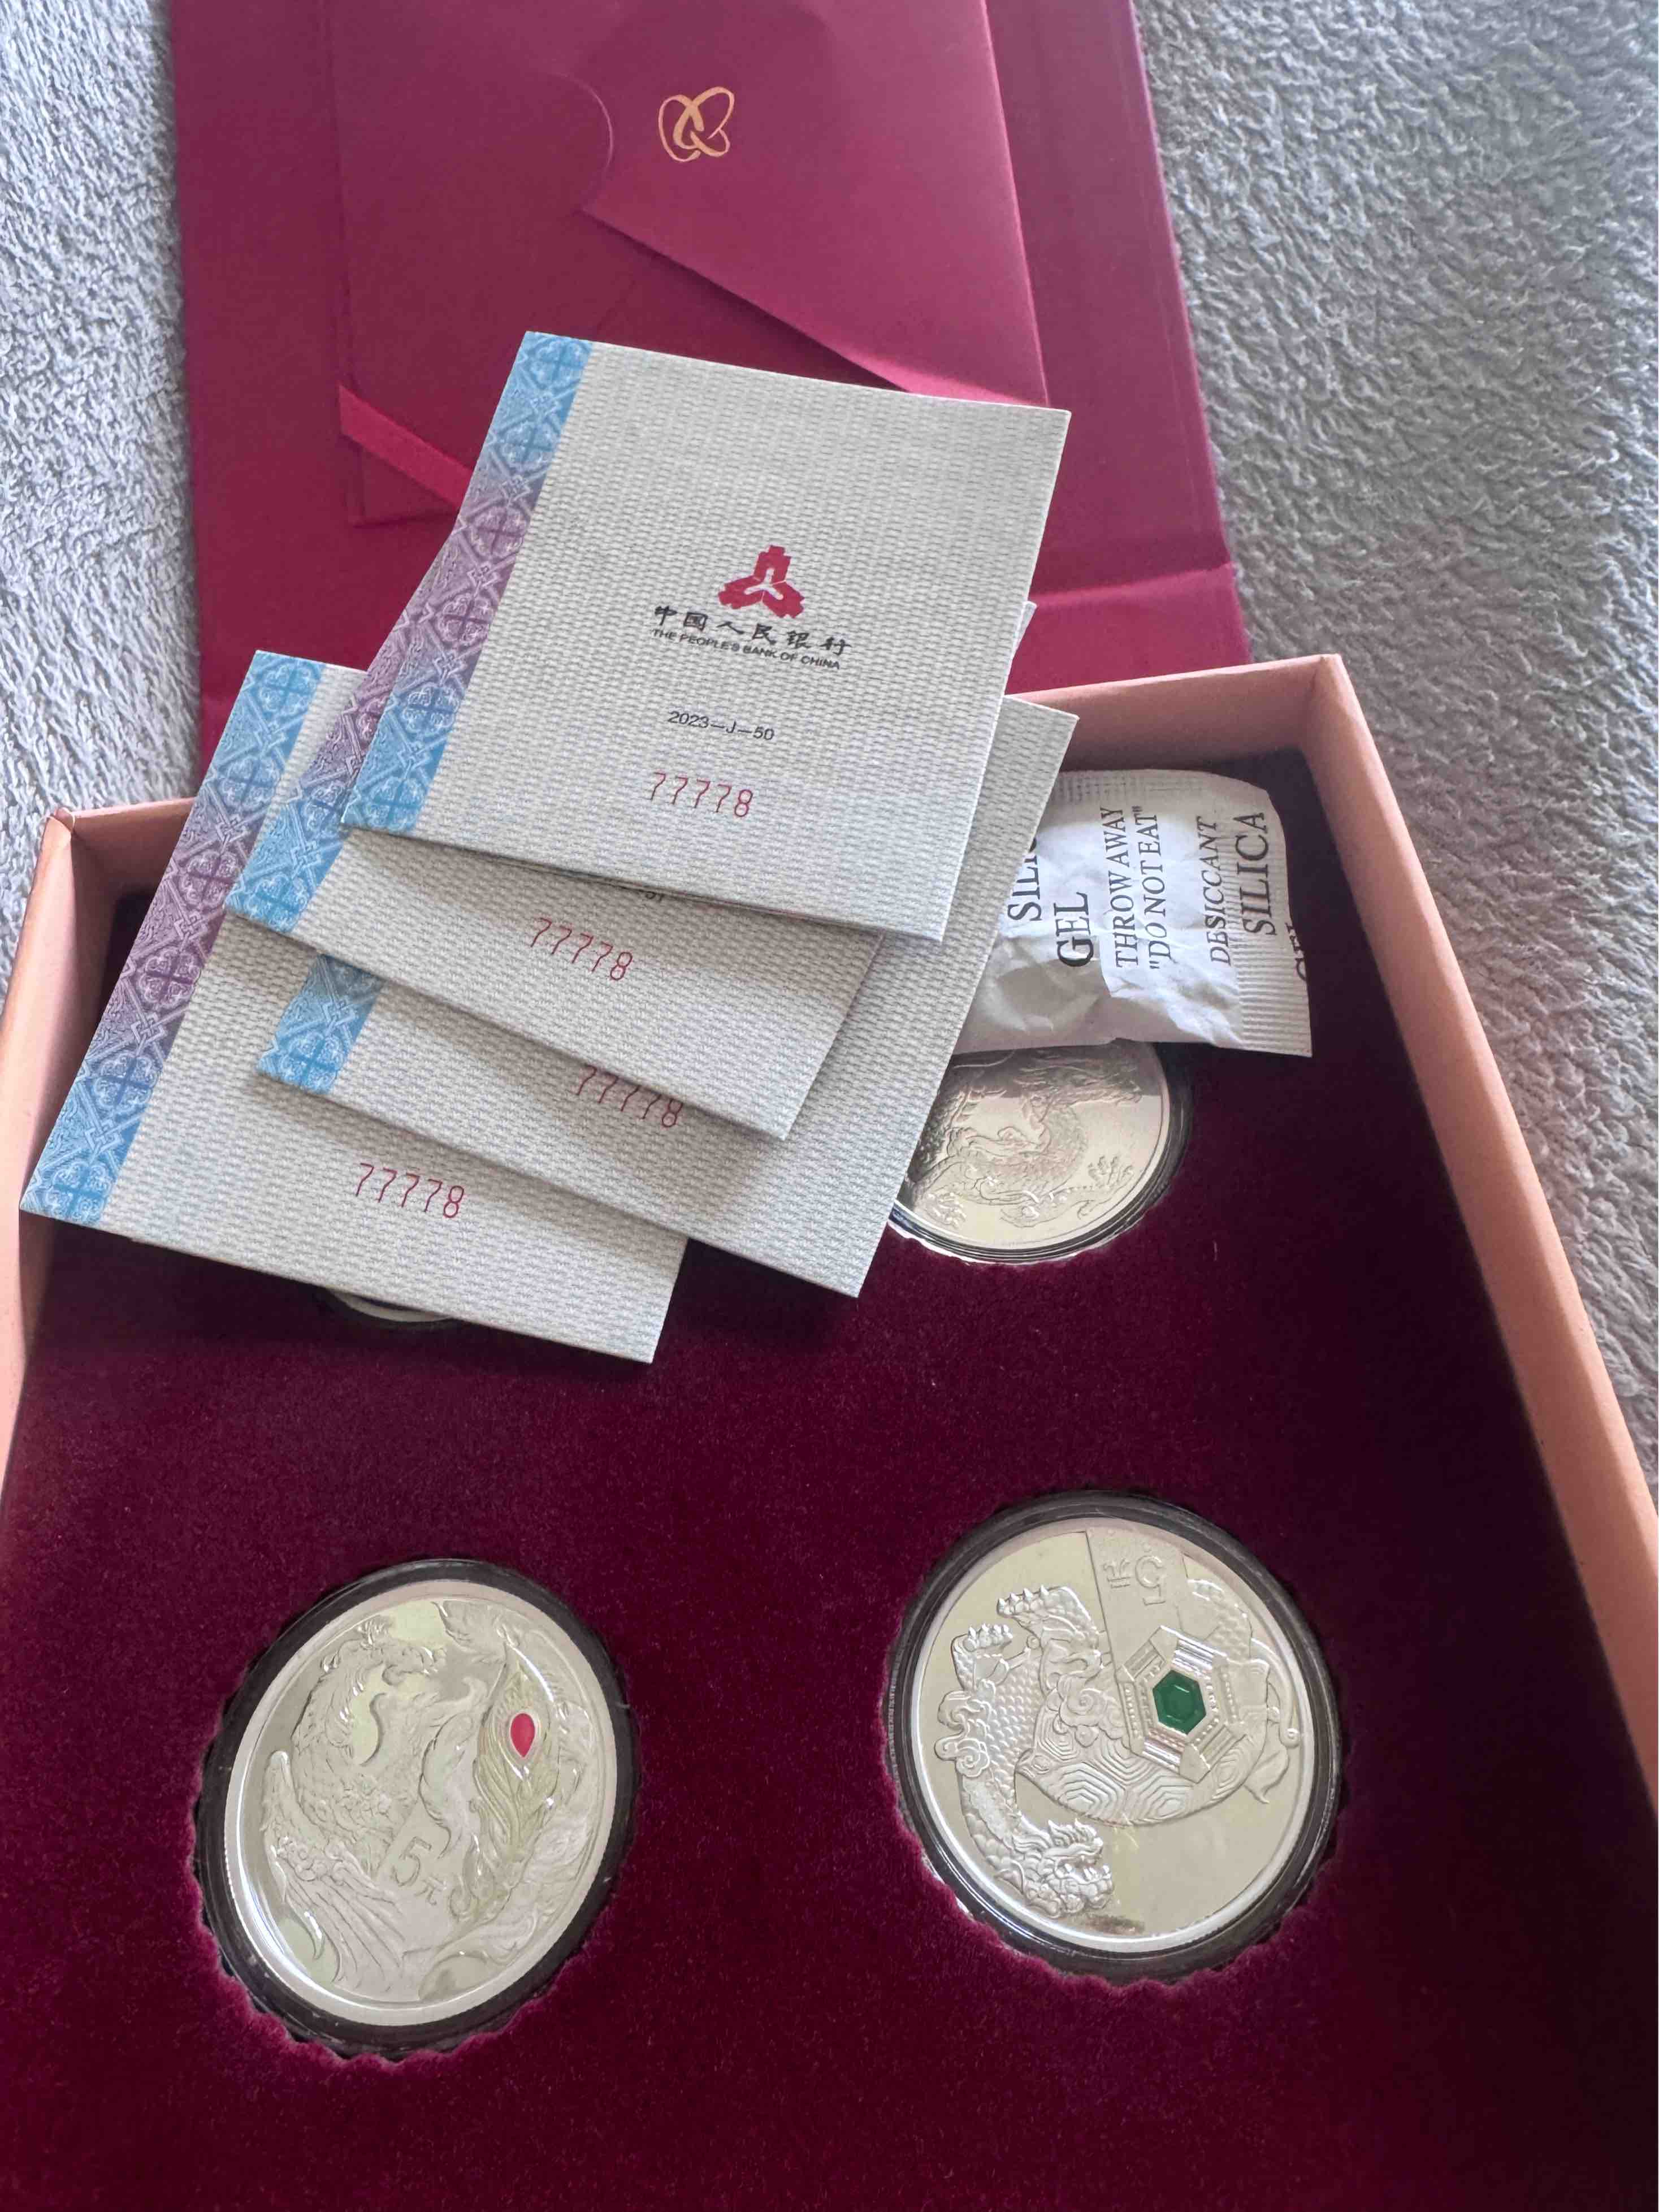 中国人民银行
THE PEOPLE'S BANK OF CHINA
2023—J—50
77778
77778
77778
77778
GEL
THROW AWAY
"DO NOT EAT"
DESICCANT
SILICA
5元
5元